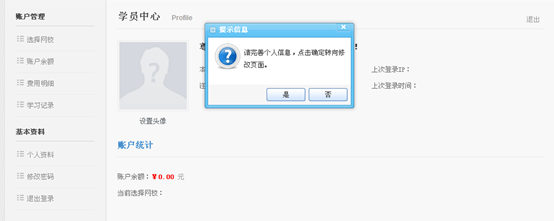 账户管理
选择网校
账户余额
费用明细
学习记录
基本资料
个人资料
修改密码
退出登录
学员中心 Profile
退出
提示信息
请完善个人信息，点击确定转向修
改页面。
是 否
上次登录IP：
上次登录时间：
设置头像
账户统计
账户余额：￥0.00 元
当前选择网校：